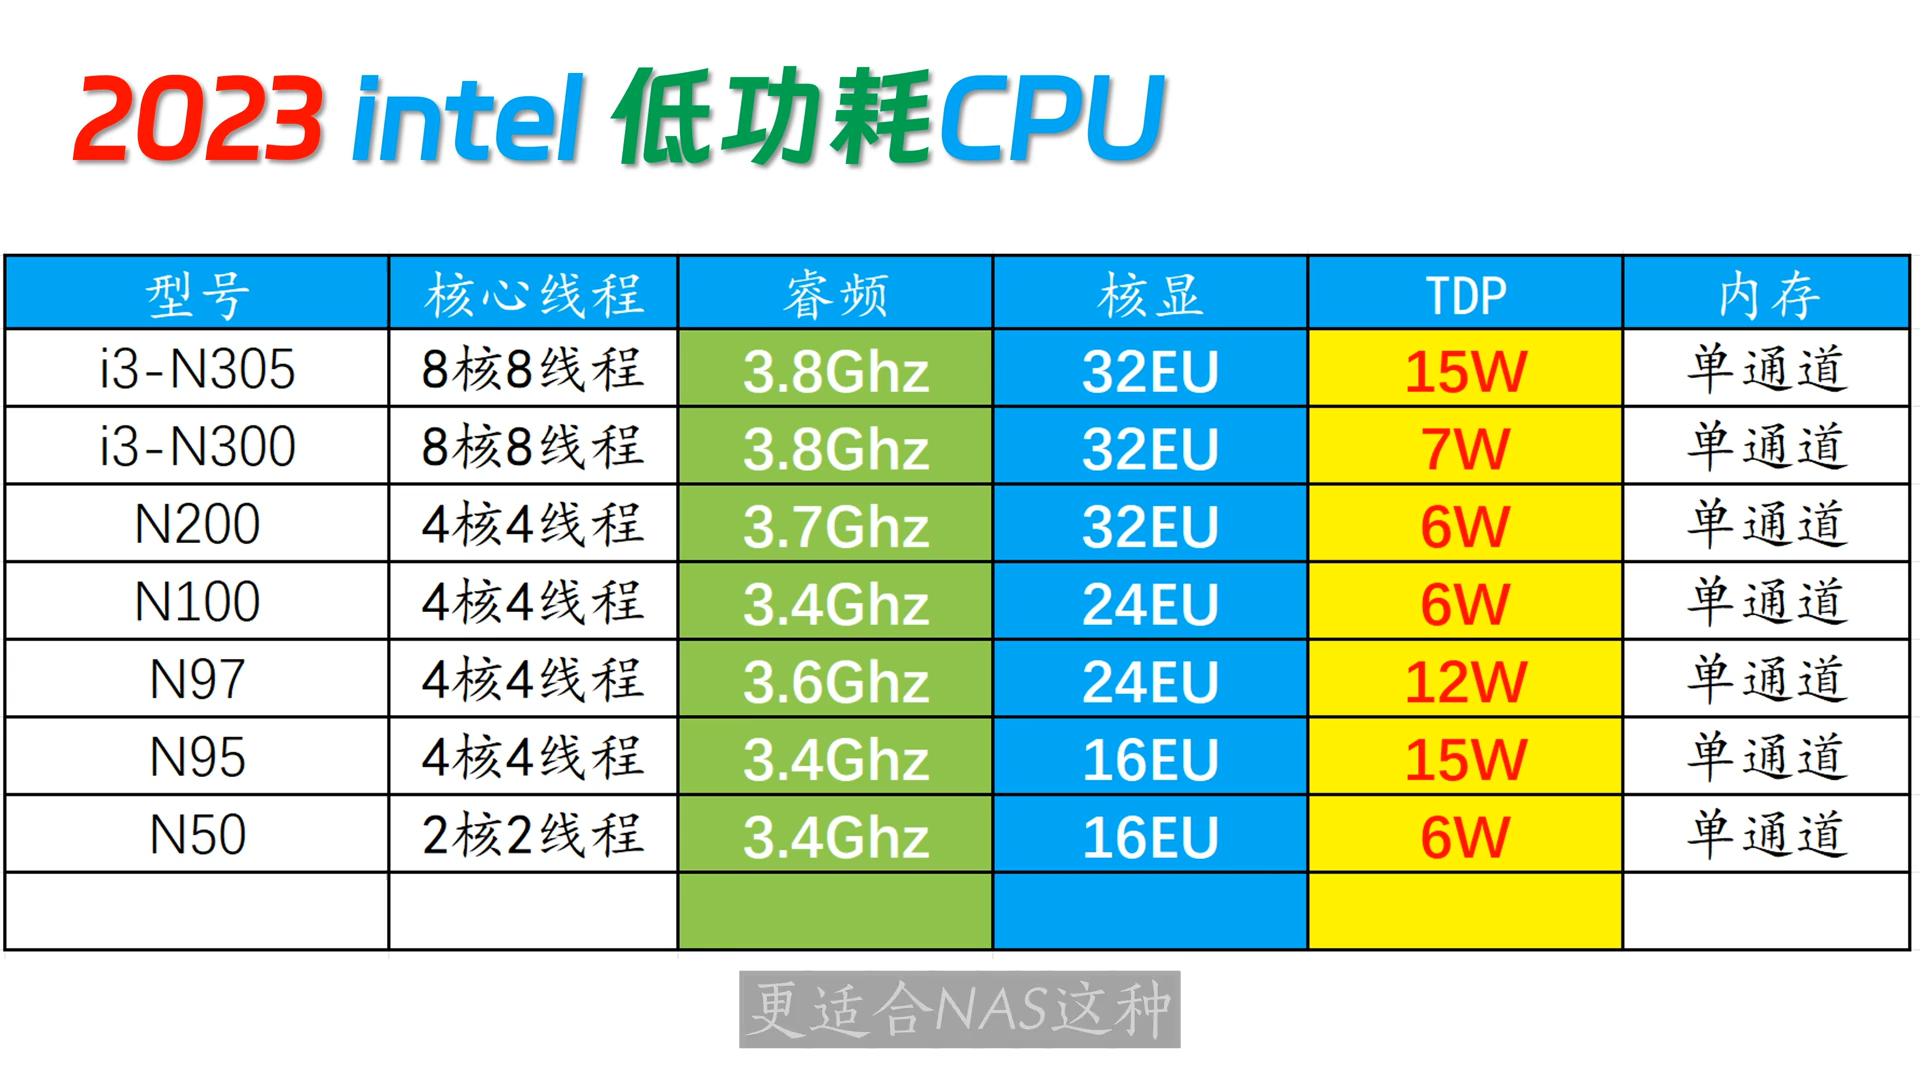 2023 intel 低功耗CPU
型号 核心线程 睿频 核显 TDP 内存
i3-N305 8核8线程 3.8Ghz 32EU 15W 单通道
i3-N300 8核8线程 3.8Ghz 32EU 7W 单通道
N200 4核4线程 3.7Ghz 32EU 6W 单通道
N100 4核4线程 3.4Ghz 24EU 6W 单通道
N97 4核4线程 3.6Ghz 24EU 12W 单通道
N95 4核4线程 3.4Ghz 16EU 15W 单通道
N50 2核2线程 3.4Ghz 16EU 6W 单通道
更适合NAS这种